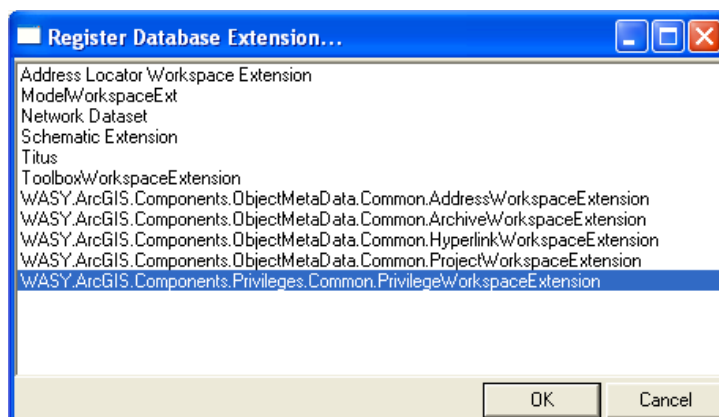 Register Database Extension...
Address Locator Workspace Extension
ModelWorkspaceExt
Network Dataset
Schematic Extension
Titus
ToolboxWorkspaceExtension
WASY.ArcGIS.Components.ObjectMetaData.Common.AddressWorkspaceExtension
WASY.ArcGIS.Components.ObjectMetaData.Common.ArchiveWorkspaceExtension
WASY.ArcGIS.Components.ObjectMetaData.Common.HyperlinkWorkspaceExtension
WASY.ArcGIS.Components.ObjectMetaData.Common.ProjectWorkspaceExtension
WASY.ArcGIS.Components.Privileges.Common.PrivilegeWorkspaceExtension
OK Cancel